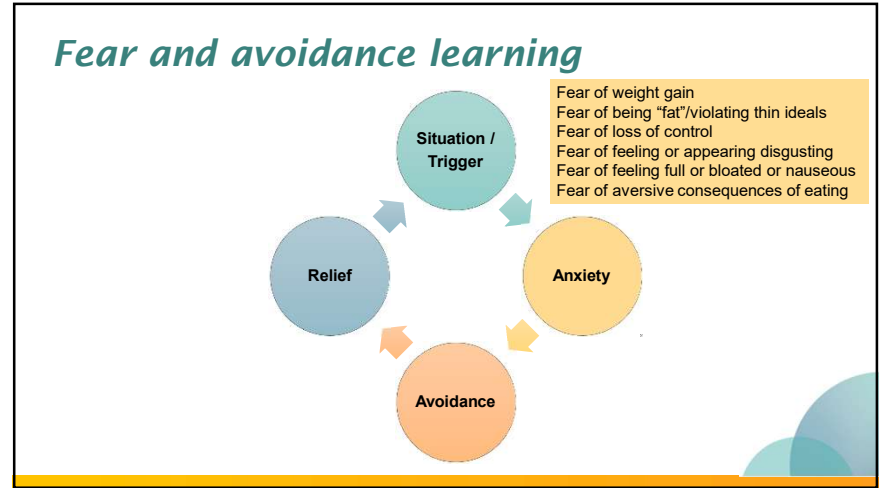 Fear and avoidance learning
Fear of weight gain
Fear of being “fat”/violating thin ideals
Fear of loss of control
Fear of feeling or appearing disgusting
Fear of feeling full or bloated or nauseous
Fear of aversive consequences of eating
Situation /
Trigger
Anxiety
Avoidance
Relief